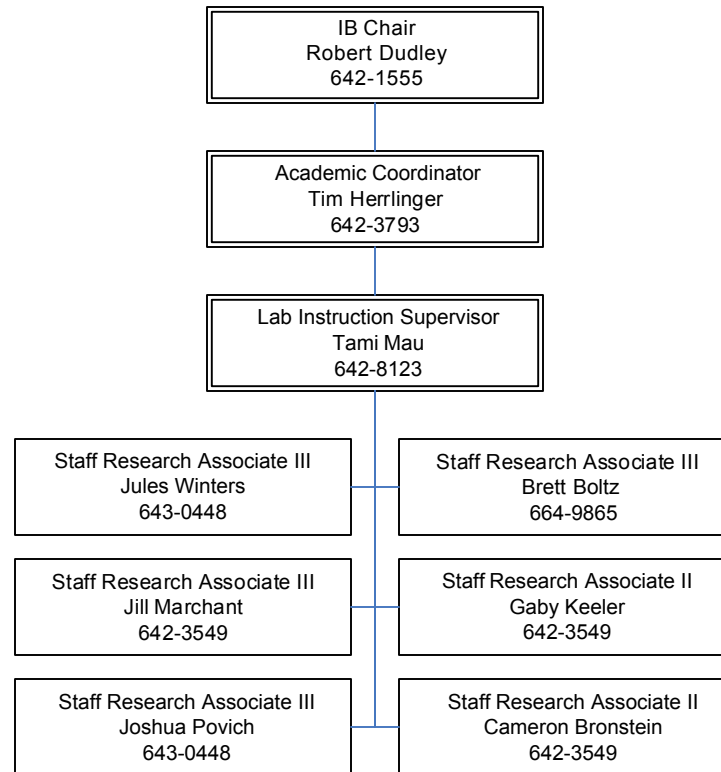 IB Chair
Robert Dudley
642-1555
Academic Coordinator
Tim Herrlinger
642-3793
Lab Instruction Supervisor
Tami Mau
642-8123
Staff Research Associate III
Jules Winters
643-0448
Staff Research Associate III
Brett Boltz
664-9865
Staff Research Associate III
Jill Marchant
642-3549
Staff Research Associate II
Gaby Keeler
642-3549
Staff Research Associate III
Joshua Povich
643-0448
Staff Research Associate II
Cameron Bronstein
642-3549